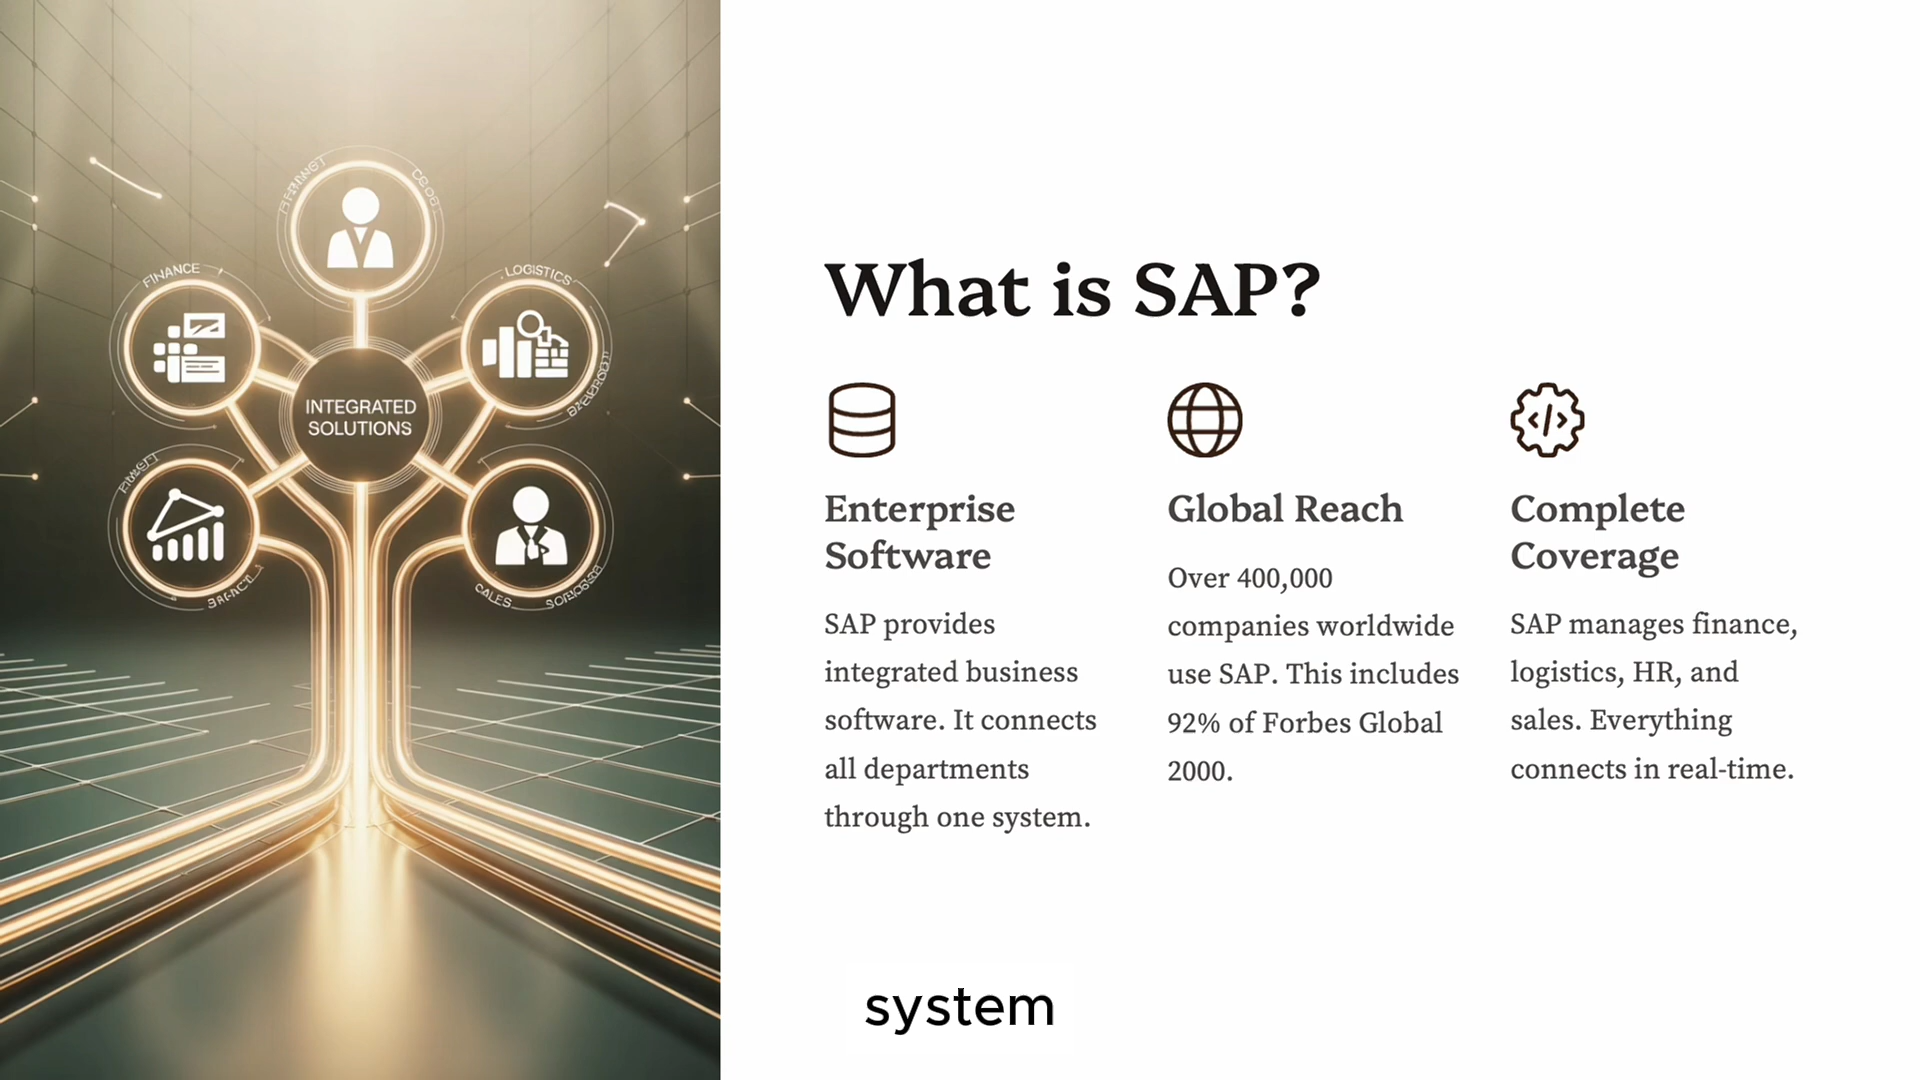 FINANCE
LOGISTICS
INTEGRATED
SOLUTIONS
What is SAP?
Enterprise
Software
SAP provides
integrated business
software. It connects
all departments
through one system.
Global Reach
Over 400,000
companies worldwide
use SAP. This includes
92% of Forbes Global
2000.
Complete
Coverage
SAP manages finance,
logistics, HR, and
sales. Everything
connects in real-time.
system